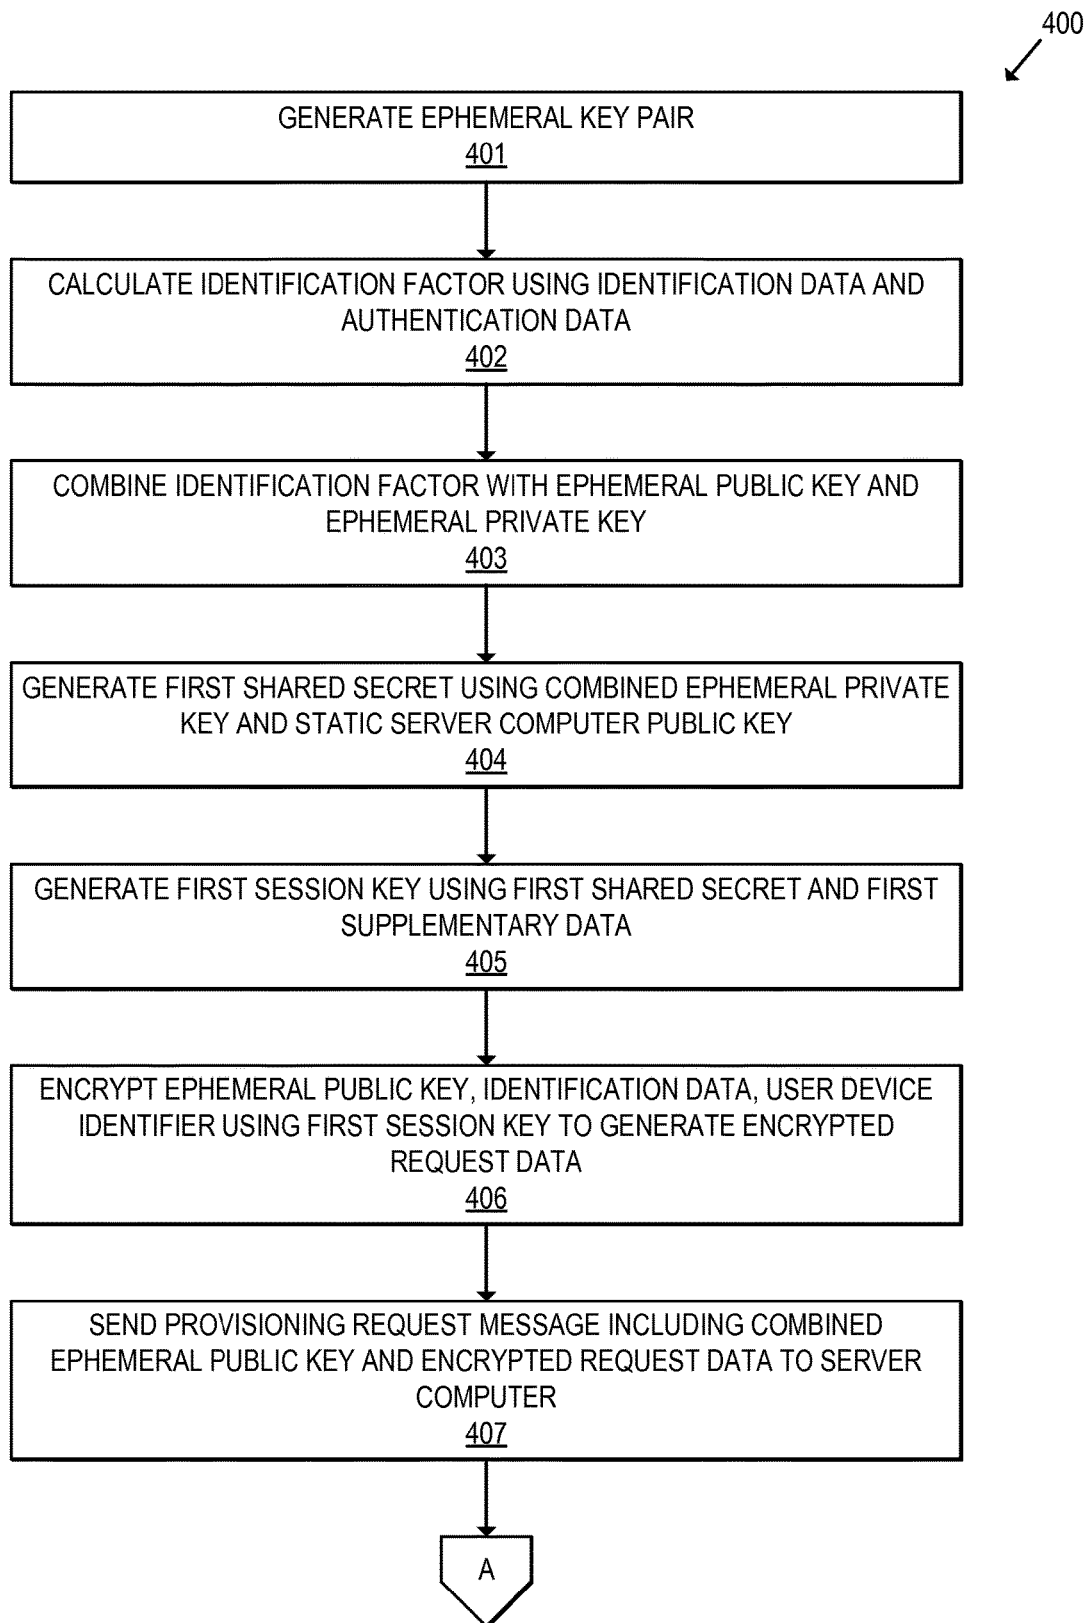 400
GENERATE EPHEMERAL KEY PAIR
401
CALCULATE IDENTIFICATION FACTOR USING IDENTIFICATION DATA AND
AUTHENTICATION DATA
402
COMBINE IDENTIFICATION FACTOR WITH EPHEMERAL PUBLIC KEY AND
EPHEMERAL PRIVATE KEY
403
GENERATE FIRST SHARED SECRET USING COMBINED EPHEMERAL PRIVATE
KEY AND STATIC SERVER COMPUTER PUBLIC KEY
404
GENERATE FIRST SESSION KEY USING FIRST SHARED SECRET AND FIRST
SUPPLEMENTARY DATA
405
ENCRYPT EPHEMERAL PUBLIC KEY, IDENTIFICATION DATA, USER DEVICE
IDENTIFIER USING FIRST SESSION KEY TO GENERATE ENCRYPTED
REQUEST DATA
406
SEND PROVISIONING REQUEST MESSAGE INCLUDING COMBINED
EPHEMERAL PUBLIC KEY AND ENCRYPTED REQUEST DATA TO SERVER
COMPUTER
407
A